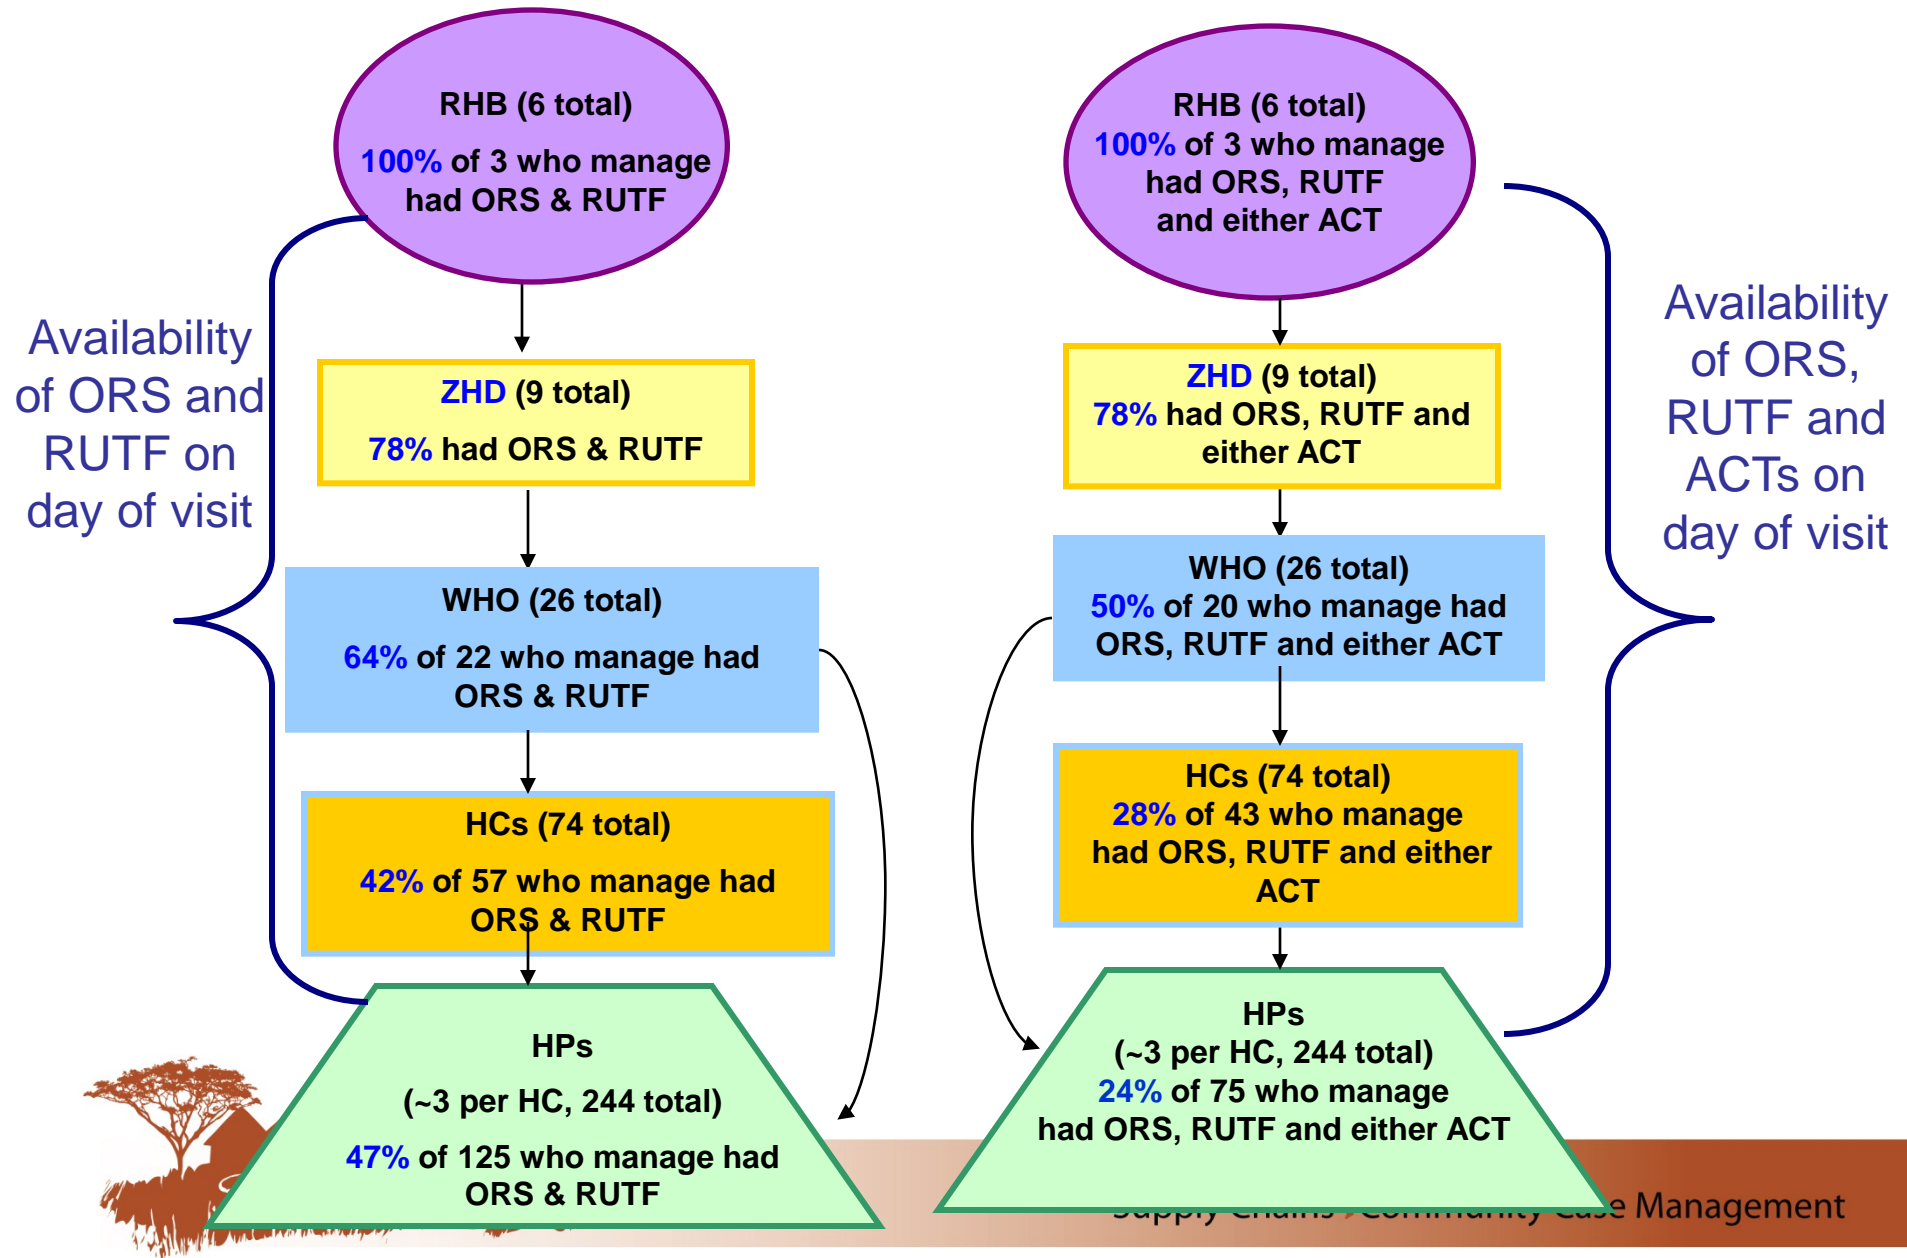 RHB (6 total)
100% of 3 who manage
had ORS & RUTF
Availability
of ORS and
RUTF on
day of visit
ZHD (9 total)
78% had ORS & RUTF
WHO (26 total)
64% of 22 who manage had
ORS & RUTF
HCs (74 total)
42% of 57 who manage had
ORS & RUTF
HPs
(~3 per HC, 244 total)
47% of 125 who manage had
ORS & RUTF
RHB (6 total)
100% of 3 who manage
had ORS, RUTF
and either ACT
Availability
of ORS,
RUTF and
ACTs on
day of visit
ZHD (9 total)
78% had ORS, RUTF and
either ACT
WHO (26 total)
50% of 20 who manage had
ORS, RUTF and either ACT
HCs (74 total)
28% of 43 who manage
had ORS, RUTF and either
ACT
HPs
(~3 per HC, 244 total)
24% of 75 who manage
had ORS, RUTF and either ACT
Supply Chains Community Case Management